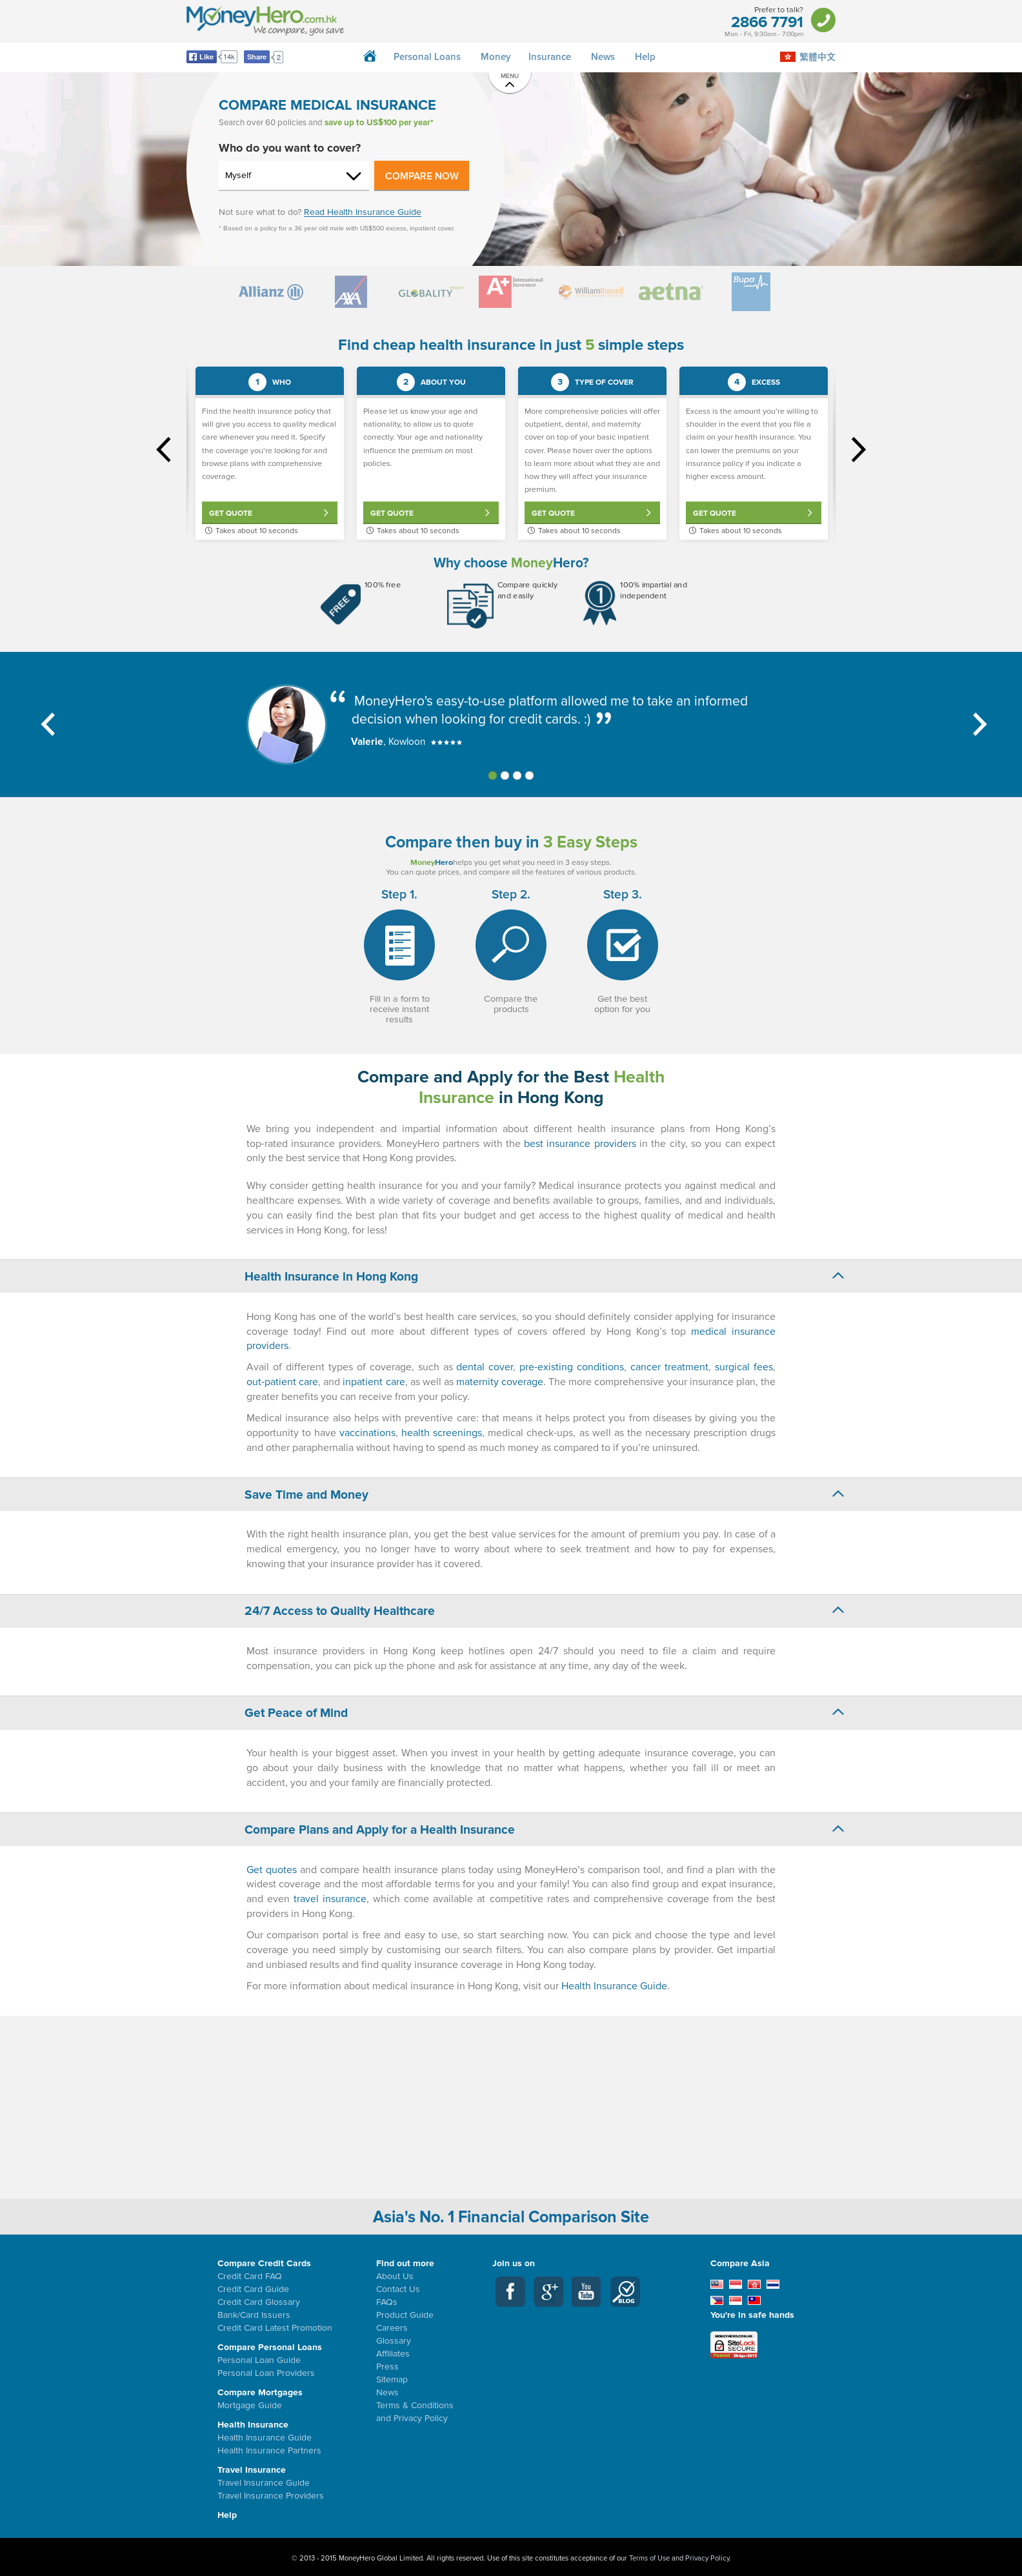 MoneyHero.com.hk
We compare, you save
Prefer to talk?
2866 7791
Mon - Fri, 9:30am - 7:00pm
Like 14k Share 2
Personal Loans Money Insurance News Help
繁體中文
MENU
COMPARE MEDICAL INSURANCE
Search over 60 policies and save up to US$100 per year*
Who do you want to cover?
Myself
COMPARE NOW
Not sure what to do? Read Health Insurance Guide
* Based on a policy for a 36 year old male with US$500 excess, inpatient cover.
Allianz
AXA
GLOBALITY
A+ International
William Russell
aetna
Bupa
Find cheap health insurance in just 5 simple steps
1 WHO
Find the health insurance policy that
will give you access to quality medical
care whenever you need it. Specify
the coverage you're looking for and
browse plans with comprehensive
coverage.
GET QUOTE
Takes about 10 seconds
2 ABOUT YOU
Please let us know your age and
nationality, to allow us to quote
correctly. Your age and nationality
influence the premium on most
policies.
GET QUOTE
Takes about 10 seconds
3 TYPE OF COVER
More comprehensive policies will offer
outpatient, dental, and maternity
cover on top of your basic inpatient
cover. Please hover over the options
to learn more about what they are and
how they will affect your insurance
premium.
GET QUOTE
Takes about 10 seconds
4 EXCESS
Excess is the amount you're willing to
shoulder in the event that you file a
claim on your health insurance. You
can lower the premiums on your
insurance policy if you indicate a
higher excess amount.
GET QUOTE
Takes about 10 seconds
Why choose MoneyHero?
FREE
100% free
Compare quickly
and easily
1
100% impartial and
independent
“ MoneyHero's easy-to-use platform allowed me to take an informed
decision when looking for credit cards. :) ”
Valerie, Kowloon ★★★★★
Compare then buy in 3 Easy Steps
MoneyHerohelps you get what you need in 3 easy steps.
You can quote prices, and compare all the features of various products.
Step 1.
Fill in a form to
receive instant
results
Step 2.
Compare the
products
Step 3.
Get the best
option for you
Compare and Apply for the Best Health
Insurance in Hong Kong
We bring you independent and impartial information about different health insurance plans from Hong Kong’s
top-rated insurance providers. MoneyHero partners with the best insurance providers in the city, so you can expect
only the best service that Hong Kong provides.
Why consider getting health insurance for you and your family? Medical insurance protects you against medical and
healthcare expenses. With a wide variety of coverage and benefits available to groups, families, and and individuals,
you can easily find the best plan that fits your budget and get access to the highest quality of medical and health
services in Hong Kong, for less!
Health Insurance in Hong Kong
Hong Kong has one of the world’s best health care services, so you should definitely consider applying for insurance
coverage today! Find out more about different types of covers offered by Hong Kong’s top medical insurance
providers.
Avail of different types of coverage, such as dental cover, pre-existing conditions, cancer treatment, surgical fees,
out-patient care, and inpatient care, as well as maternity coverage. The more comprehensive your insurance plan, the
greater benefits you can receive from your policy.
Medical insurance also helps with preventive care: that means it helps protect you from diseases by giving you the
opportunity to have vaccinations, health screenings, medical check-ups, as well as the necessary prescription drugs
and other paraphernalia without having to spend as much money as compared to if you’re uninsured.
Save Time and Money
With the right health insurance plan, you get the best value services for the amount of premium you pay. In case of a
medical emergency, you no longer have to worry about where to seek treatment and how to pay for expenses,
knowing that your insurance provider has it covered.
24/7 Access to Quality Healthcare
Most insurance providers in Hong Kong keep hotlines open 24/7 should you need to file a claim and require
compensation, you can pick up the phone and ask for assistance at any time, any day of the week.
Get Peace of Mind
Your health is your biggest asset. When you invest in your health by getting adequate insurance coverage, you can
go about your daily business with the knowledge that no matter what happens, whether you fall ill or meet an
accident, you and your family are financially protected.
Compare Plans and Apply for a Health Insurance
Get quotes and compare health insurance plans today using MoneyHero’s comparison tool, and find a plan with the
widest coverage and the most affordable terms for you and your family! You can also find group and expat insurance,
and even travel insurance, which come available at competitive rates and comprehensive coverage from the best
providers in Hong Kong.
Our comparison portal is free and easy to use, so start searching now. You can pick and choose the type and level
coverage you need simply by customising our search filters. You can also compare plans by provider. Get impartial
and unbiased results and find quality insurance coverage in Hong Kong today.
For more information about medical insurance in Hong Kong, visit our Health Insurance Guide.
Asia's No. 1 Financial Comparison Site
Compare Credit Cards
Credit Card FAQ
Credit Card Guide
Credit Card Glossary
Bank/Card Issuers
Credit Card Latest Promotion
Compare Personal Loans
Personal Loan Guide
Personal Loan Providers
Compare Mortgages
Mortgage Guide
Health Insurance
Health Insurance Guide
Health Insurance Partners
Travel Insurance
Travel Insurance Guide
Travel Insurance Providers
Help
Find out more
About Us
Contact Us
FAQs
Product Guide
Careers
Glossary
Affiliates
Press
Sitemap
News
Terms & Conditions
and Privacy Policy
Join us on
f g+ You Tube BLOG
Compare Asia
You're in safe hands
MONEYHERO.COM.HK
SiteLock
SECURE
© 2013 - 2015 MoneyHero Global Limited. All rights reserved. Use of this site constitutes acceptance of our Terms of Use and Privacy Policy.